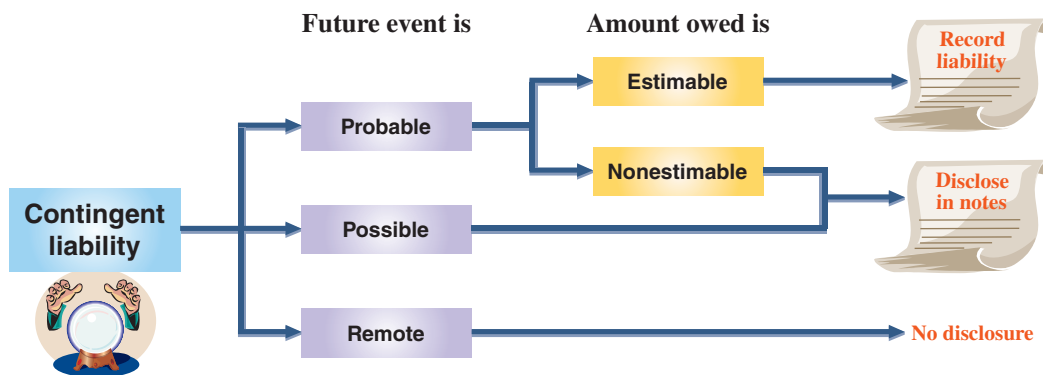 Future event is
Amount owed is
Record
liability
Estimable
Probable
Nonestimable
Disclose
in notes
Contingent
liability
Possible
Remote
No disclosure